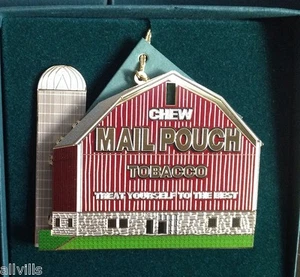 CHEW
MAIL POUCH
TOBACCO
TREAT YOURSELF TO THE BEST
allvills